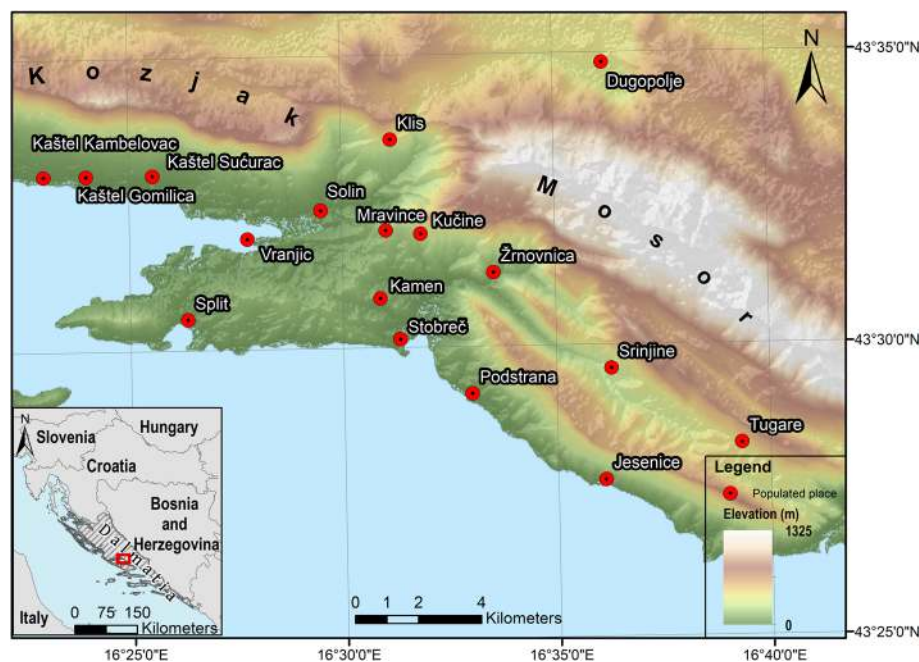 N
43°35'0"N
Kozjak
Dugopolje
Klis
Kaštel Kambelovac
Kaštel Sućurac
Kaštel Gomilica
Solin
Mravince
Kučine
Mosor
Vranjic
Žrnovnica
Kamen
Split
Stobreč
43°30'0"N
Srinjine
Podstrana
Tugare
Jesenice
Legend
Populated place
Elevation (m)
1325
0
N
Slovenia
Hungary
Croatia
Bosnia
and
Herzegovina
Dalmatia
Italy
0 75 150
Kilometers
0 1 2 4
Kilometers
43°25'0"N
16°25'0"E
16°30'0"E
16°35'0"E
16°40'0"E